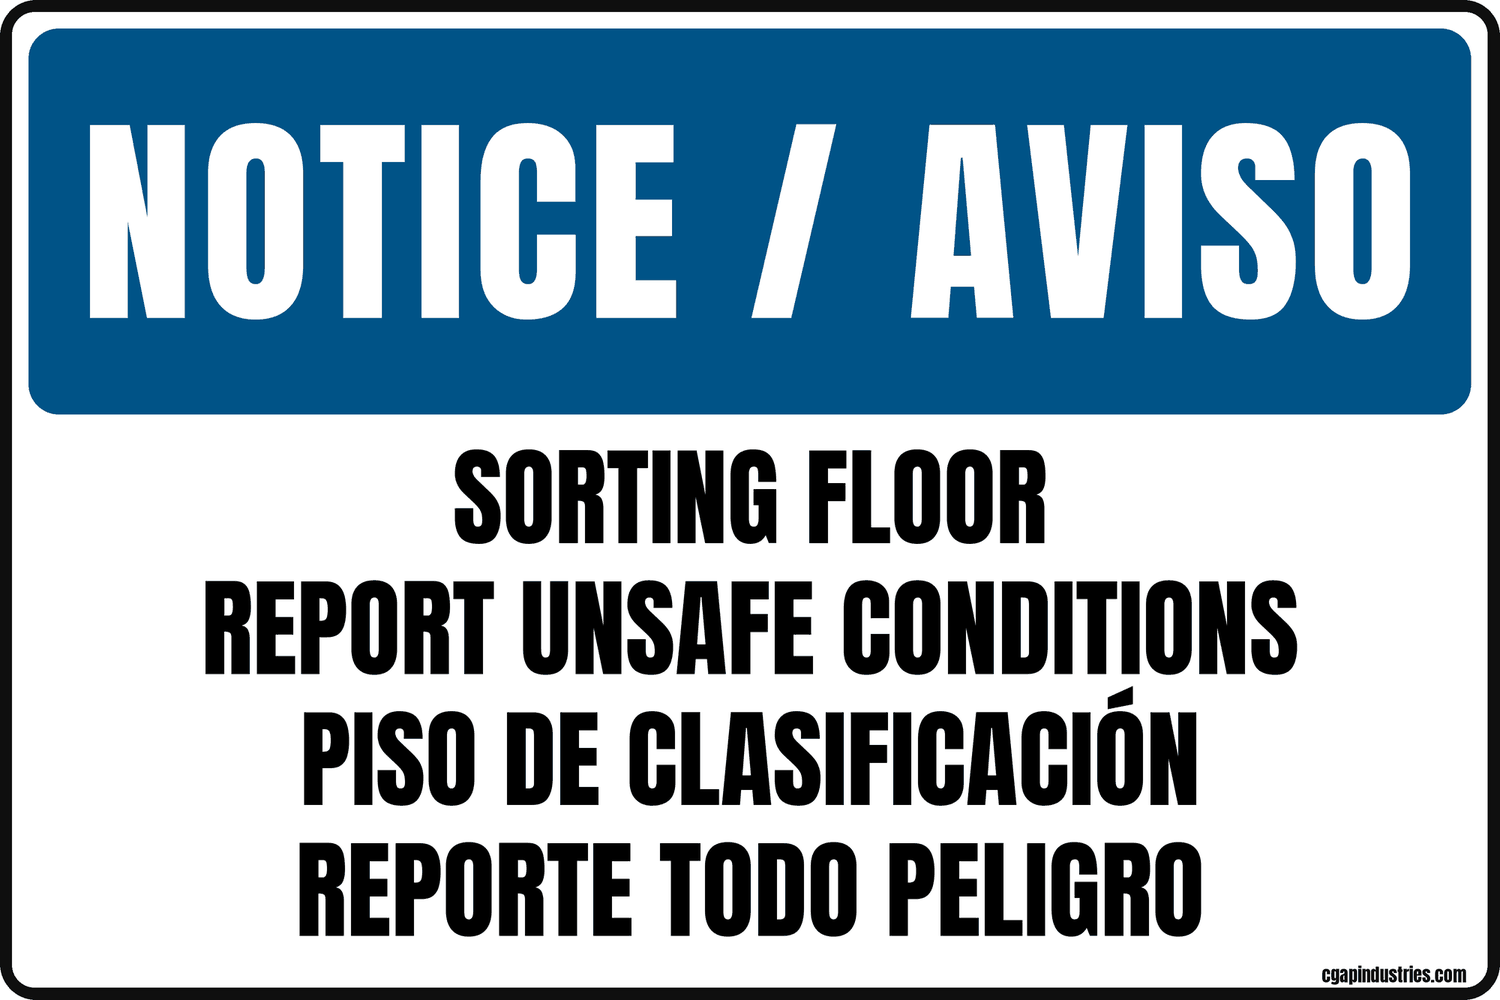 NOTICE / AVISO
SORTING FLOOR
REPORT UNSAFE CONDITIONS
PISO DE CLASIFICACIÓN
REPORTE TODO PELIGRO
cgapindustries.com